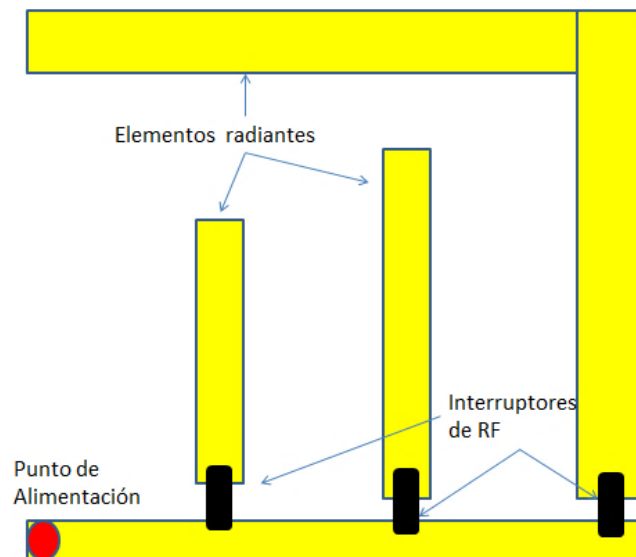 Elementos radiantes
Interruptores
de RF
Punto de
Alimentación